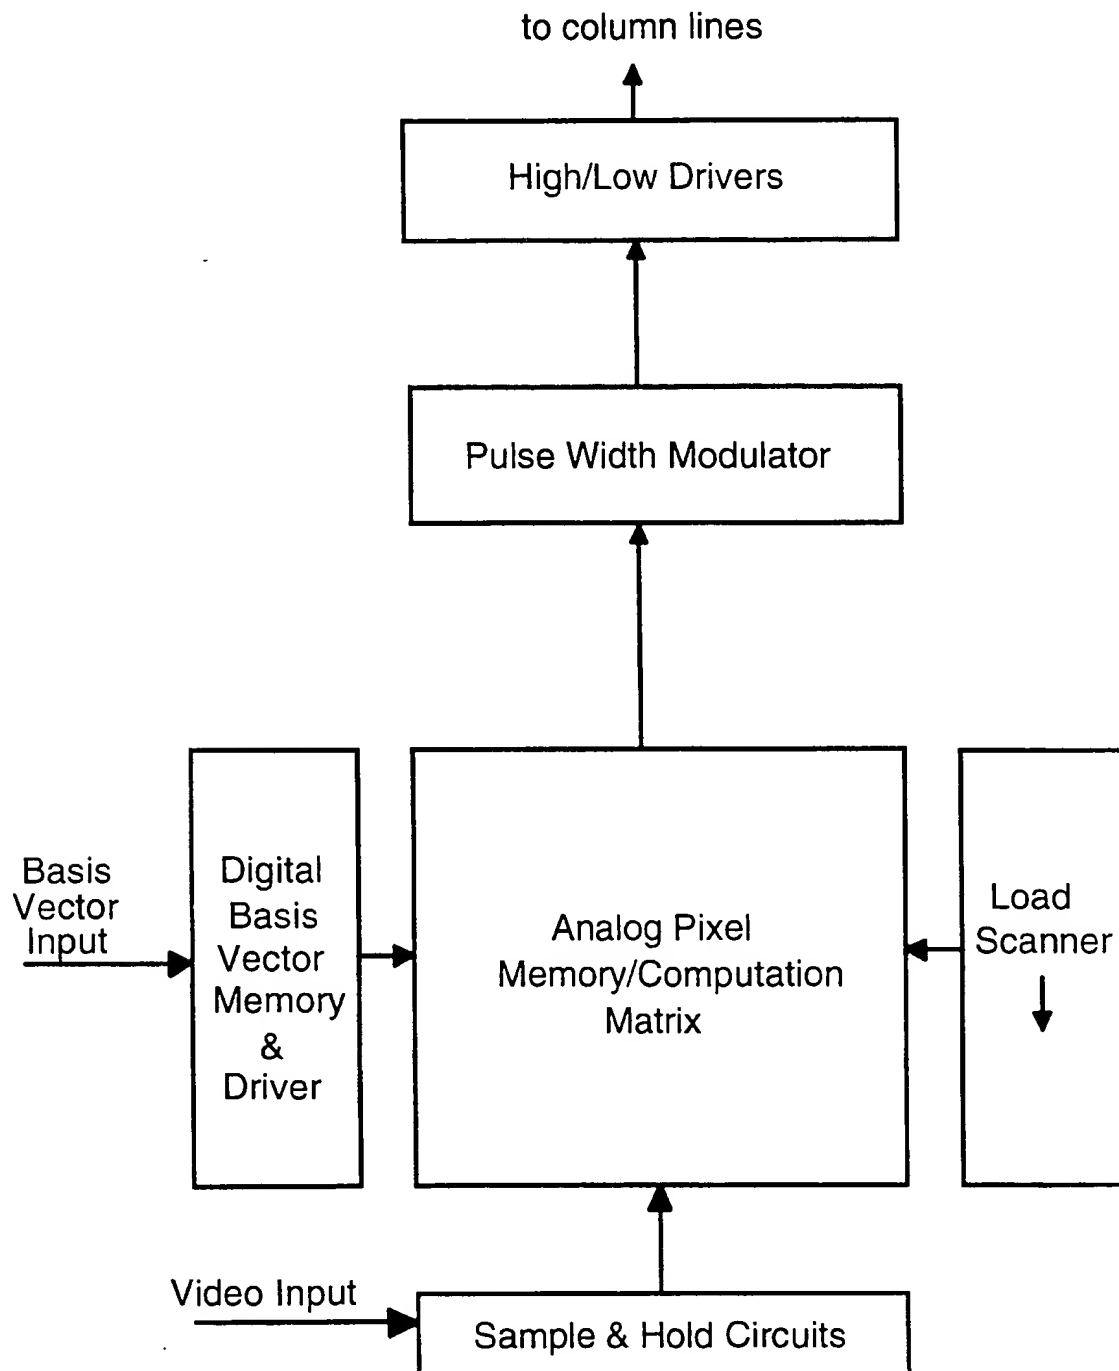 to column lines
High/Low Drivers
Pulse Width Modulator
Basis
Vector
Input
Digital
Basis
Vector
Memory
&
Driver
Analog Pixel
Memory/Computation
Matrix
Load
Scanner
Video Input
Sample & Hold Circuits